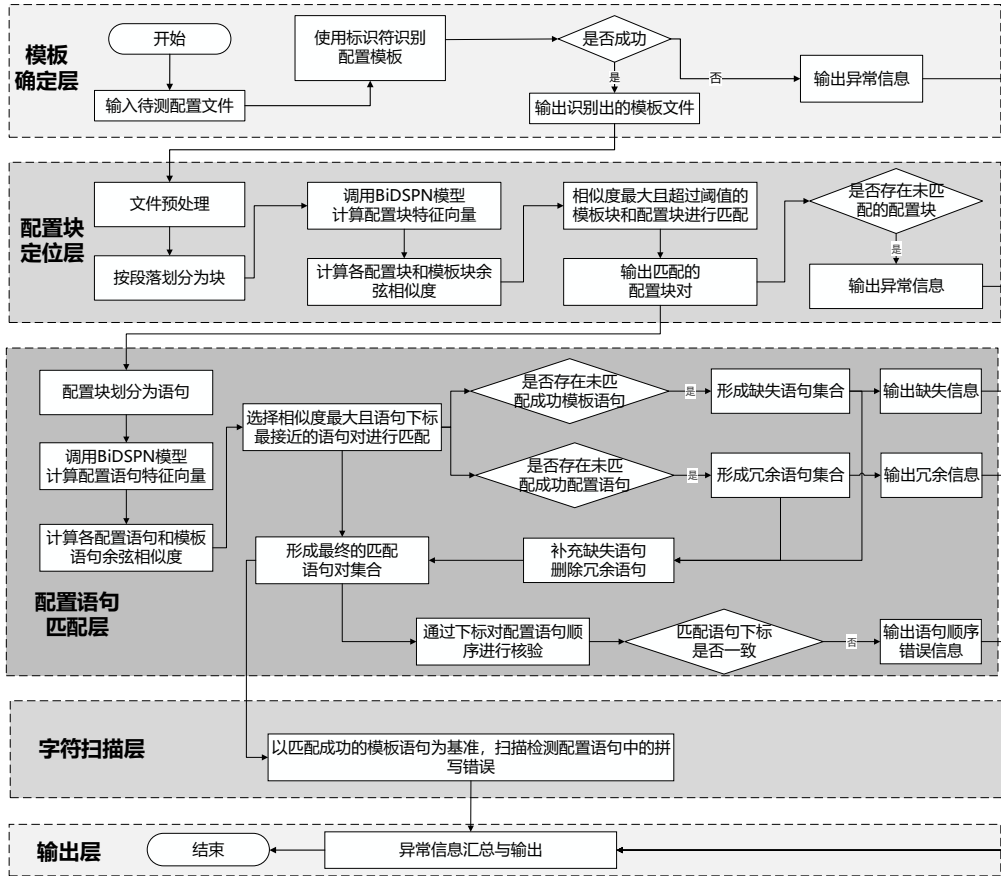 模板
确定层
开始
输入待测配置文件
使用标识符识别
配置模板
是否成功
是
否
输出识别出的模板文件
输出异常信息
配置块
定位层
文件预处理
按段落划分为块
调用BiDSPN模型
计算配置块特征向量
计算各配置块和模板块余
弦相似度
相似度最大且超过阈值的
模板块和配置块进行匹配
输出匹配的
配置块对
是否存在未匹
配的配置块
是
输出异常信息
配置块划分为语句
调用BiDSPN模型
计算配置语句特征向量
计算各配置语句和模板
语句余弦相似度
选择相似度最大且语句下标
最接近的语句对进行匹配
是否存在未匹
配成功模板语句
是
形成缺失语句集合
输出缺失信息
是否存在未匹
配成功配置语句
是
形成冗余语句集合
输出冗余信息
形成最终的匹配
语句对集合
补充缺失语句
删除冗余语句
配置语句
匹配层
通过下标对配置语句顺
序进行核验
匹配语句下标
是否一致
否
输出语句顺序
错误信息
字符扫描层
以匹配成功的模板语句为基准，扫描检测配置语句中的拼
写错误
输出层
结束
异常信息汇总与输出